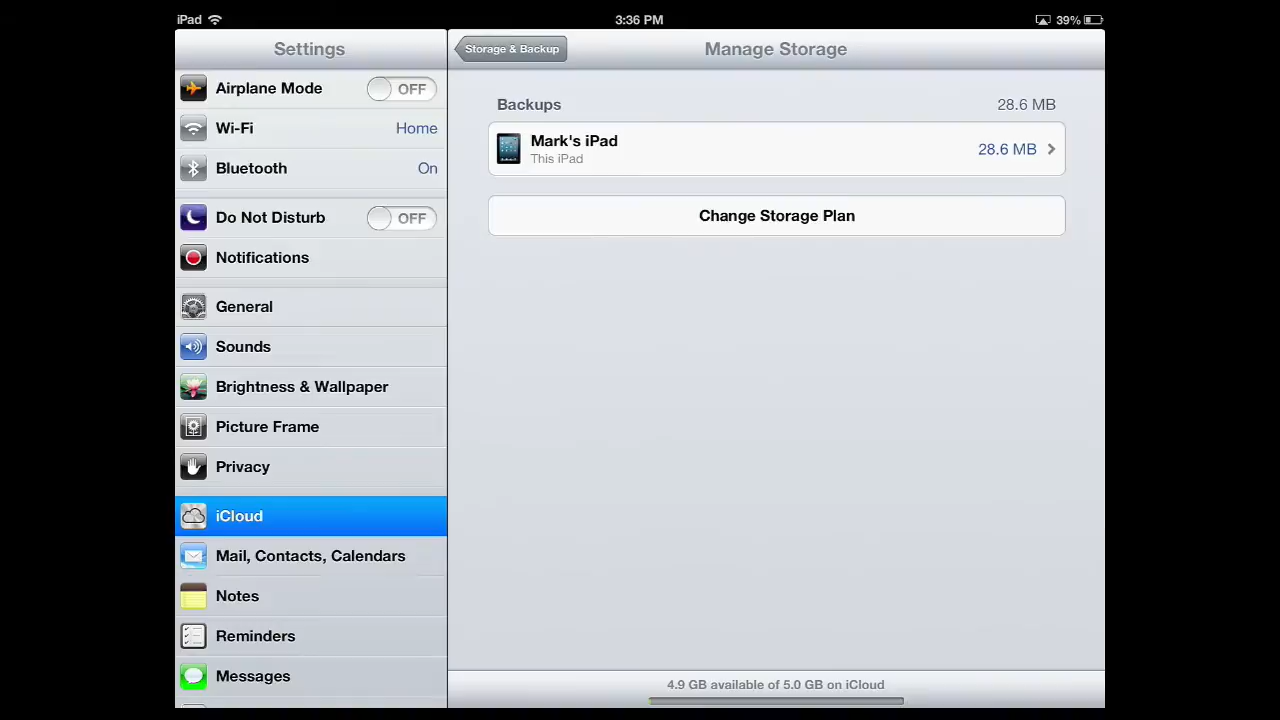 iPad 3:36 PM 39%
Settings
Storage & Backup Manage Storage
Airplane Mode OFF
Wi-Fi Home
Bluetooth On
Do Not Disturb OFF
Notifications
General
Sounds
Brightness & Wallpaper
Picture Frame
Privacy
iCloud
Mail, Contacts, Calendars
Notes
Reminders
Messages
Backups 28.6 MB
Mark's iPad 28.6 MB
This iPad
Change Storage Plan
4.9 GB available of 5.0 GB on iCloud